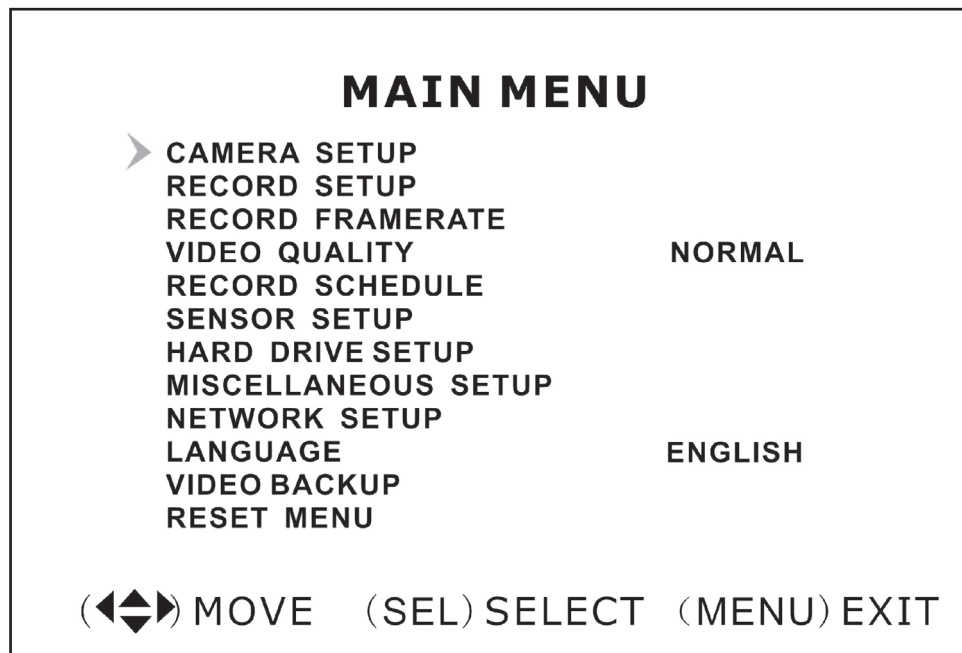 MAIN MENU
CAMERA SETUP
RECORD SETUP
RECORD FRAMERATE
VIDEO QUALITY NORMAL
RECORD SCHEDULE
SENSOR SETUP
HARD DRIVE SETUP
MISCELLANEOUS SETUP
NETWORK SETUP
LANGUAGE ENGLISH
VIDEO BACKUP
RESET MENU
(◀▲▼▶) MOVE (SEL) SELECT (MENU) EXIT